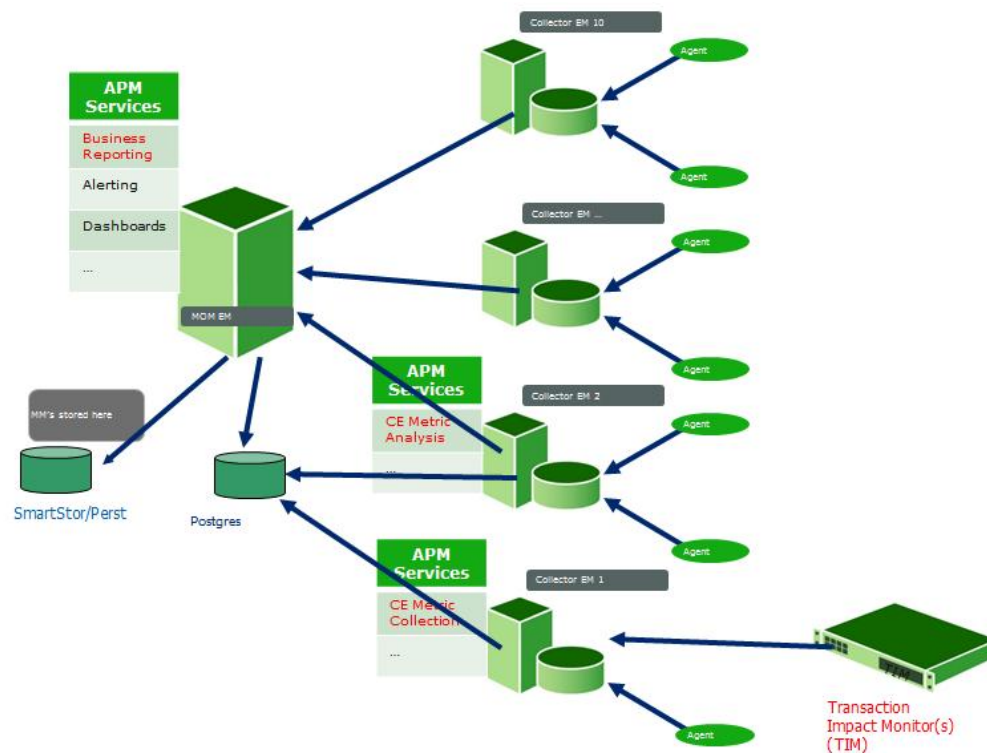 Collector EM 10
Agent
Agent
APM
Services
Business
Reporting
Alerting
Dashboards
...
MOM EM
Collector EM ...
Agent
Agent
MM's stored here
SmartStor/Perst
Postgres
APM
Services
CE Metric
Analysis
...
Collector EM 2
Agent
Agent
APM
Services
CE Metric
Collection
...
Collector EM 1
Agent
TIM
Transaction
Impact Monitor(s)
(TIM)